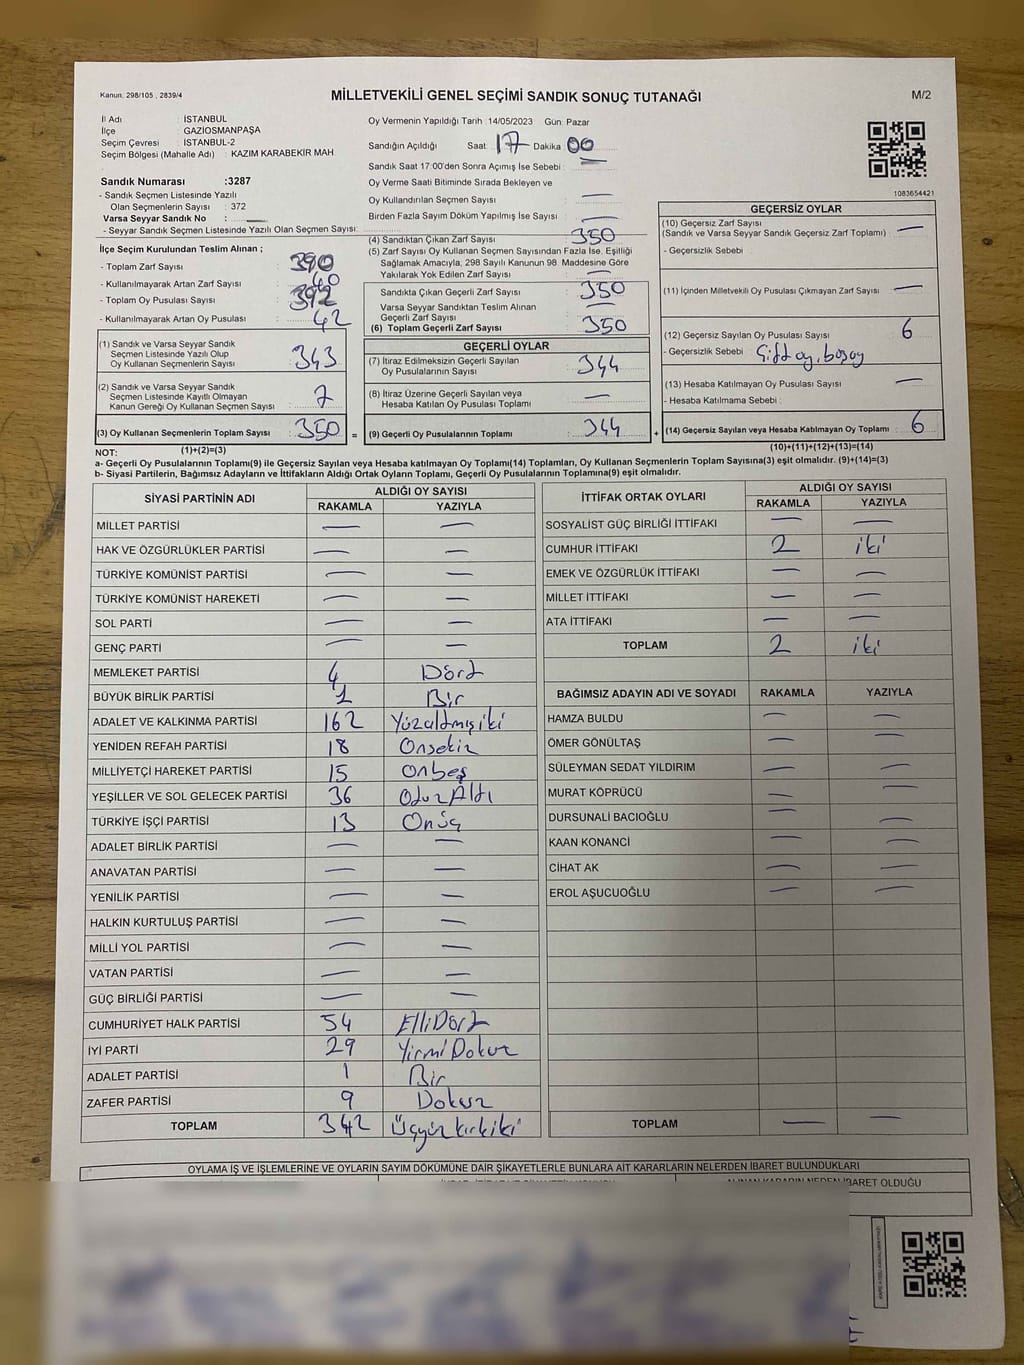 Kanun: 298/105 , 2839/4
MİLLETVEKİLİ GENEL SEÇİMİ SANDIK SONUÇ TUTANAĞI
M/2
İl Adı : İSTANBUL
İlçe : GAZİOSMANPAŞA
Seçim Çevresi : İSTANBUL-2
Seçim Bölgesi (Mahalle Adı) : KAZIM KARABEKİR MAH
Oy Vermenin Yapıldığı Tarih :14/05/2023 Gün: Pazar
Sandığın Açıldığı Saat: 17 Dakika: 00
Sandık Saat 17:00'den Sonra Açımış İse Sebebi : —
Oy Verme Saati Bitiminde Sırada Bekleyen ve
Oy Kullandırılan Seçmen Sayısı : —
Birden Fazla Sayım Döküm Yapılmış İse Sayısı : —
1083654421
Sandık Numarası :3287
- Sandık Seçmen Listesinde Yazılı
Olan Seçmenlerin Sayısı : 372
Varsa Seyyar Sandık No : —
- Seyyar Sandık Seçmen Listesinde Yazılı Olan Seçmen Sayısı:
İlçe Seçim Kurulundan Teslim Alınan ;
- Toplam Zarf Sayısı : 390
- Kullanılmayarak Artan Zarf Sayısı : 40
- Toplam Oy Pusulası Sayısı : 392
- Kullanılmayarak Artan Oy Pusulası : 42
(1) Sandık ve Varsa Seyyar Sandık
Seçmen Listesinde Yazılı Olup
Oy Kullanan Seçmenlerin Sayısı : 343
(2) Sandık ve Varsa Seyyar Sandık
Seçmen Listesinde Kayıtlı Olmayan
Kanun Gereği Oy Kullanan Seçmen Sayısı : 7
(3) Oy Kullanan Seçmenlerin Toplam Sayısı : 350
(4) Sandıktan Çıkan Zarf Sayısı : 350
(5) Zarf Sayısı Oy Kullanan Seçmen Sayısından Fazla İse, Eşitliği
Sağlamak Amacıyla, 298 Sayılı Kanunun 98. Maddesine Göre
Yakılarak Yok Edilen Zarf Sayısı : —
Sandıkta Çıkan Geçerli Zarf Sayısı : 350
Varsa Seyyar Sandıktan Teslim Alınan
Geçerli Zarf Sayısı : —
(6) Toplam Geçerli Zarf Sayısı : 350
GEÇERLİ OYLAR
(7) İtiraz Edilmeksizin Geçerli Sayılan
Oy Pusulalarının Sayısı : 344
(8) İtiraz Üzerine Geçerli Sayılan veya
Hesaba Katılan Oy Pusulası Toplamı : —
= (9) Geçerli Oy Pusulalarının Toplamı : 344
GEÇERSİZ OYLAR
(10) Geçersiz Zarf Sayısı
(Sandık ve Varsa Seyyar Sandık Geçersiz Zarf Toplamı) : —
- Geçersizlik Sebebi :
(11) İçinden Milletvekili Oy Pusulası Çıkmayan Zarf Sayısı : —
(12) Geçersiz Sayılan Oy Pusulası Sayısı : 6
- Geçersizlik Sebebi : Çift oy, boş oy
(13) Hesaba Katılmayan Oy Pusulası Sayısı : —
- Hesaba Katılmama Sebebi :
+ (14) Geçersiz Sayılan veya Hesaba Katılmayan Oy Toplamı : 6
NOT: (1)+(2)=(3)
(10)+(11)+(12)+(13)=(14)
a- Geçerli Oy Pusulalarının Toplamı(9) ile Geçersiz Sayılan veya Hesaba katılmayan Oy Toplamı(14) Toplamları, Oy Kullanan Seçmenlerin Toplam Sayısına(3) eşit olmalıdır. (9)+(14)=(3)
b- Siyasi Partilerin, Bağımsız Adayların ve İttifakların Aldığı Ortak Oyların Toplamı, Geçerli Oy Pusulalarının Toplamına(9) eşit olmalıdır.
SİYASİ PARTİNİN ADI ALDIĞI OY SAYISI
RAKAMLA YAZIYLA
MİLLET PARTİSİ — —
HAK VE ÖZGÜRLÜKLER PARTİSİ — —
TÜRKİYE KOMÜNİST PARTİSİ — —
TÜRKİYE KOMÜNİST HAREKETİ — —
SOL PARTİ — —
GENÇ PARTİ — —
MEMLEKET PARTİSİ 4 Dört
BÜYÜK BİRLİK PARTİSİ 1 Bir
ADALET VE KALKINMA PARTİSİ 162 Yüzaltmışiki
YENİDEN REFAH PARTİSİ 18 Onsekiz
MİLLİYETÇİ HAREKET PARTİSİ 15 Onbeş
YEŞİLLER VE SOL GELECEK PARTİSİ 36 OtuzAltı
TÜRKİYE İŞÇİ PARTİSİ 13 Onüç
ADALET BİRLİK PARTİSİ — —
ANAVATAN PARTİSİ — —
YENİLİK PARTİSİ — —
HALKIN KURTULUŞ PARTİSİ — —
MİLLİ YOL PARTİSİ — —
VATAN PARTİSİ — —
GÜÇ BİRLİĞİ PARTİSİ — —
CUMHURİYET HALK PARTİSİ 54 ElliDört
İYİ PARTİ 29 YirmiDokuz
ADALET PARTİSİ 1 Bir
ZAFER PARTİSİ 9 Dokuz
TOPLAM 342 Üçyüzkırkiki
İTTİFAK ORTAK OYLARI ALDIĞI OY SAYISI
RAKAMLA YAZIYLA
SOSYALİST GÜÇ BİRLİĞİ İTTİFAKI — —
CUMHUR İTTİFAKI 2 iki
EMEK VE ÖZGÜRLÜK İTTİFAKI — —
MİLLET İTTİFAKI — —
ATA İTTİFAKI — —
TOPLAM 2 iki
BAĞIMSIZ ADAYIN ADI VE SOYADI RAKAMLA YAZIYLA
HAMZA BULDU — —
ÖMER GÖNÜLTAŞ — —
SÜLEYMAN SEDAT YILDIRIM — —
MURAT KÖPRÜCÜ — —
DURSUNALİ BACIOĞLU — —
KAAN KONANCİ — —
CİHAT AK — —
EROL AŞUCUOĞLU — —
TOPLAM — —
OYLAMA İŞ VE İŞLEMLERİNE VE OYLARIN SAYIM DÖKÜMÜNE DAİR ŞİKAYETLERLE BUNLARA AİT KARARLARIN NELERDEN İBARET BULUNDUKLARI
ALINAN KARARIN NEDEN İBARET OLDUĞU